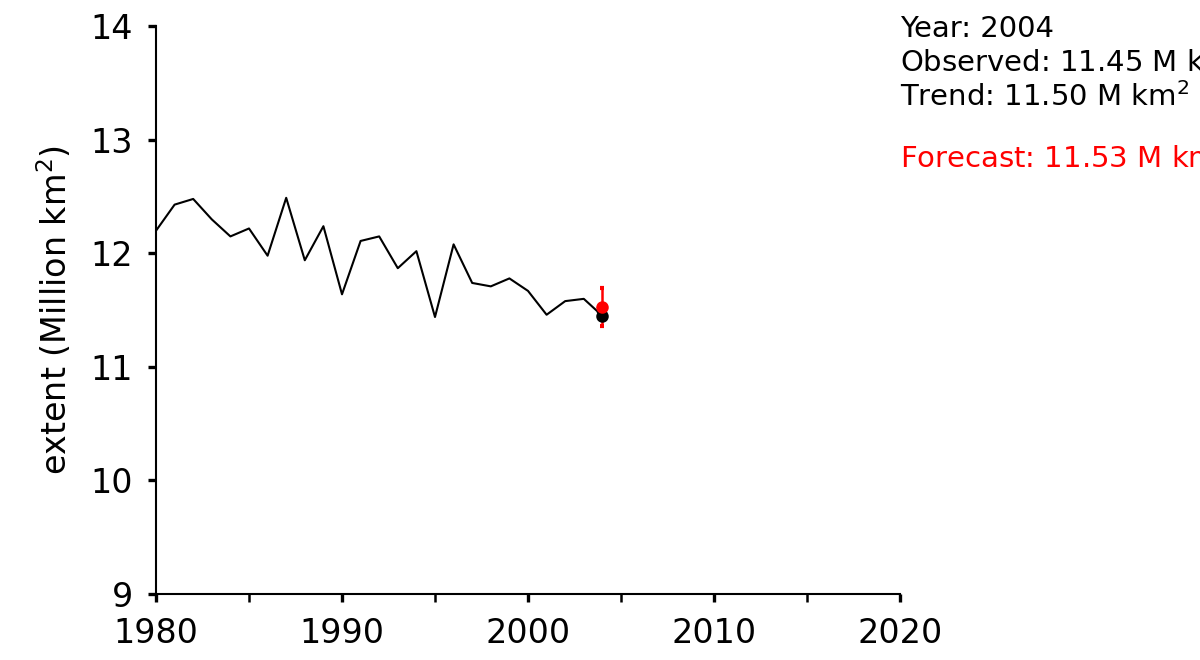 14
13
12
11
10
9
1980
1990
2000
2010
2020
extent (Million km²)
Year: 2004
Observed: 11.45 M
Trend: 11.50 M km²
Forecast: 11.53 M